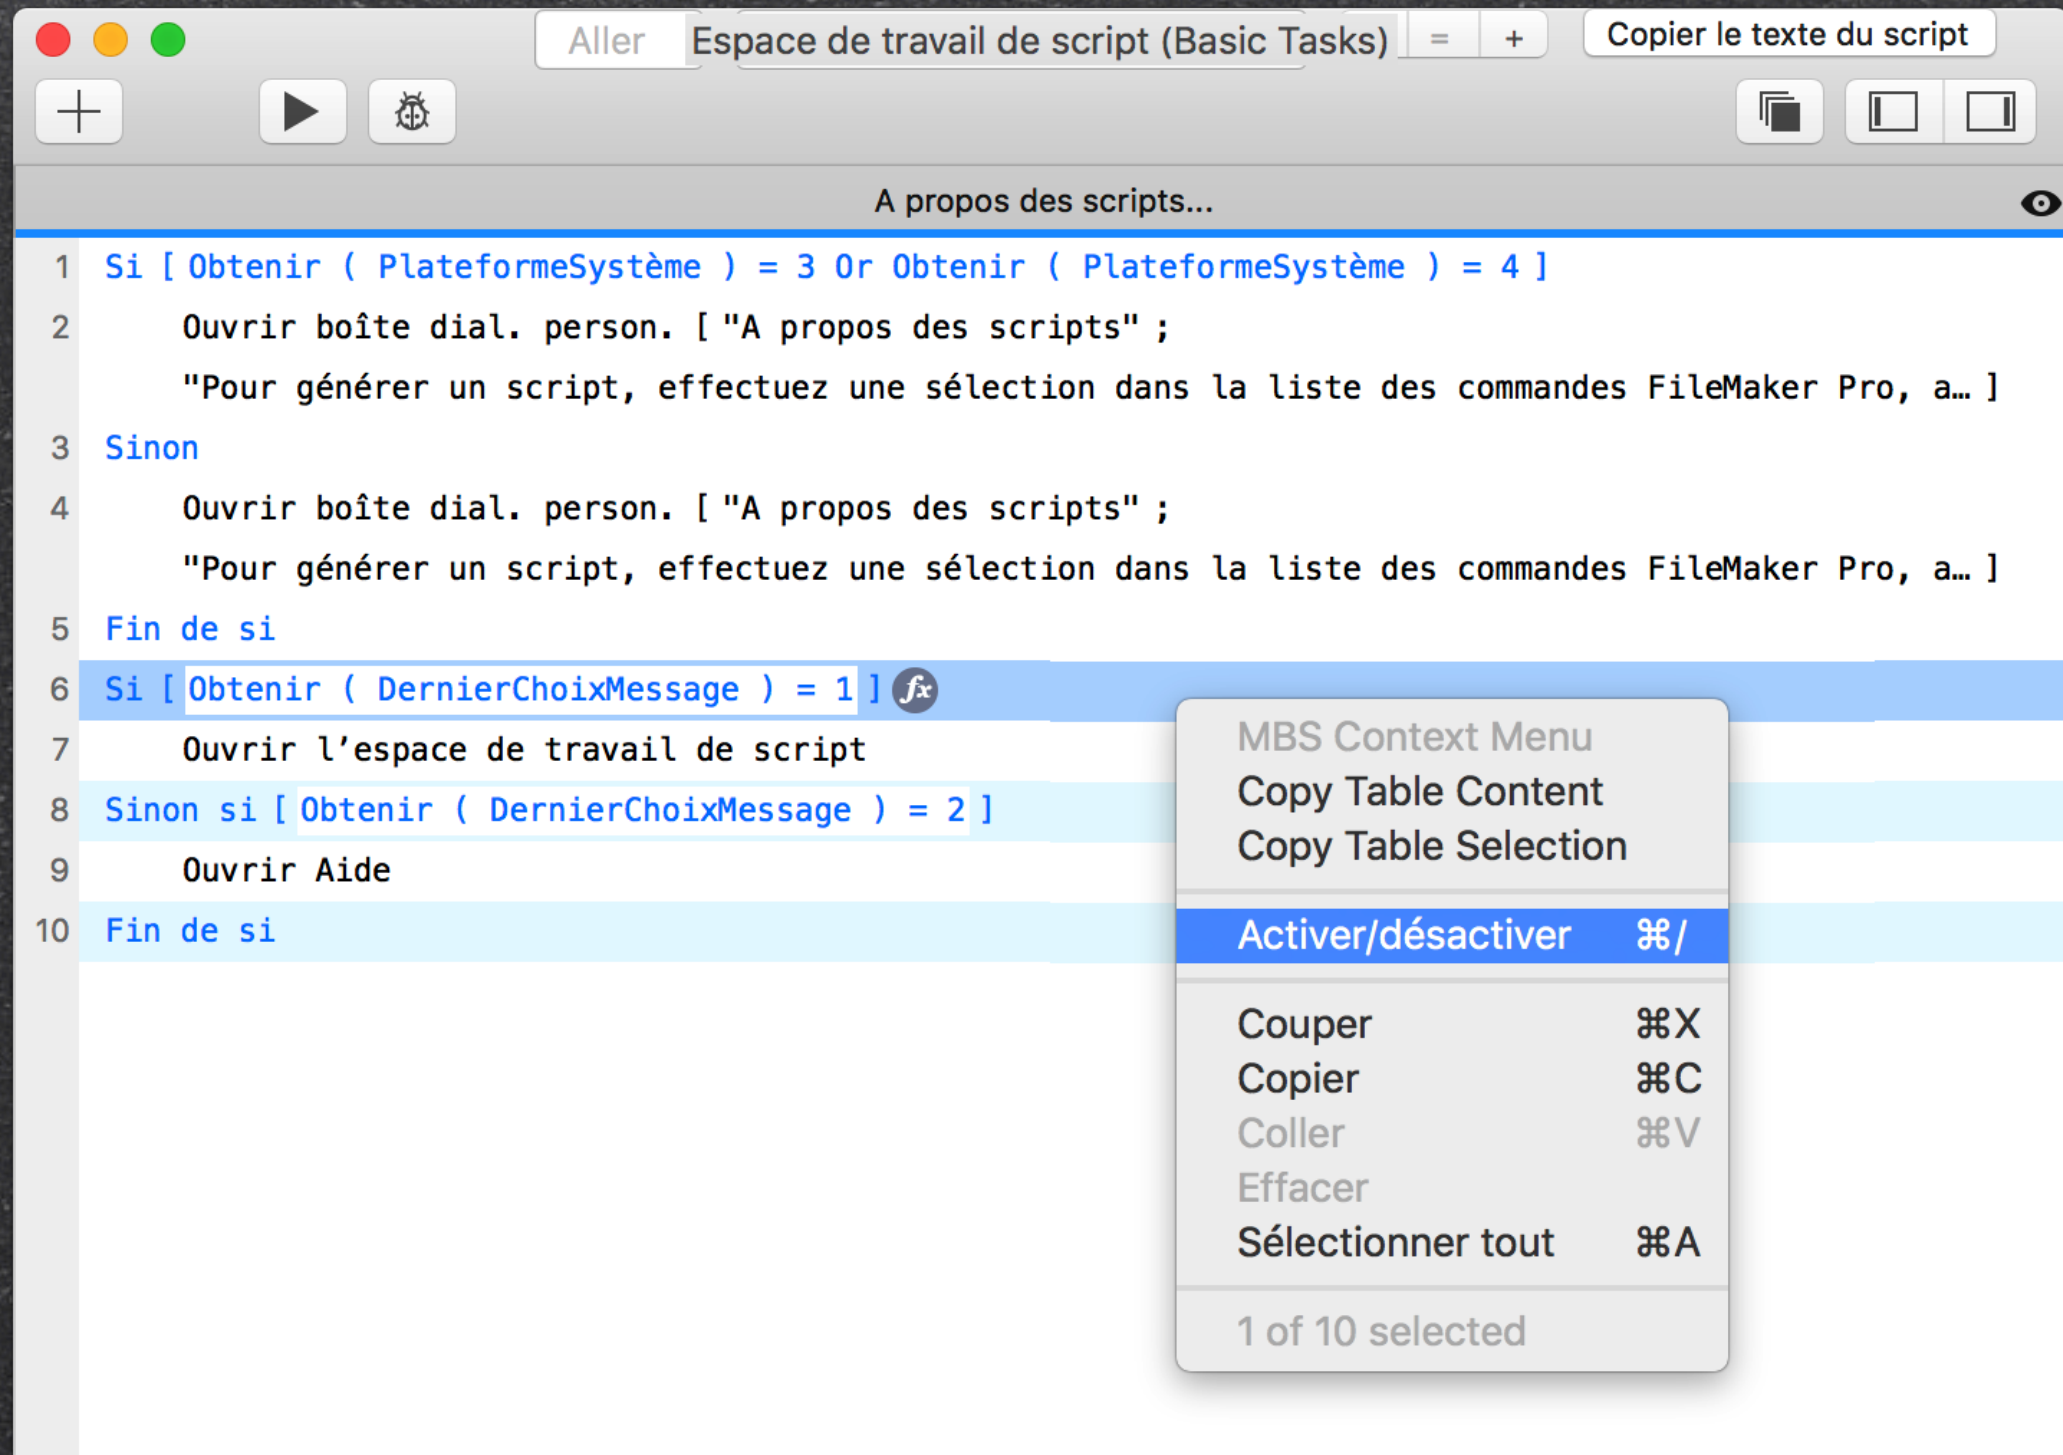 Aller Espace de travail de script (Basic Tasks) = + Copier le texte du script
A propos des scripts...
1 Si [ Obtenir ( PlateformeSystème ) = 3 Or Obtenir ( PlateformeSystème ) = 4 ]
2 Ouvrir boîte dial. person. [ "A propos des scripts" ;
"Pour générer un script, effectuez une sélection dans la liste des commandes FileMaker Pro, a… ]
3 Sinon
4 Ouvrir boîte dial. person. [ "A propos des scripts" ;
"Pour générer un script, effectuez une sélection dans la liste des commandes FileMaker Pro, a… ]
5 Fin de si
6 Si [ Obtenir ( DernierChoixMessage ) = 1 ] fx
7 Ouvrir l’espace de travail de script
8 Sinon si [ Obtenir ( DernierChoixMessage ) = 2 ]
9 Ouvrir Aide
10 Fin de si
MBS Context Menu
Copy Table Content
Copy Table Selection
Activer/désactiver ⌘/
Couper ⌘X
Copier ⌘C
Coller ⌘V
Effacer
Sélectionner tout ⌘A
1 of 10 selected